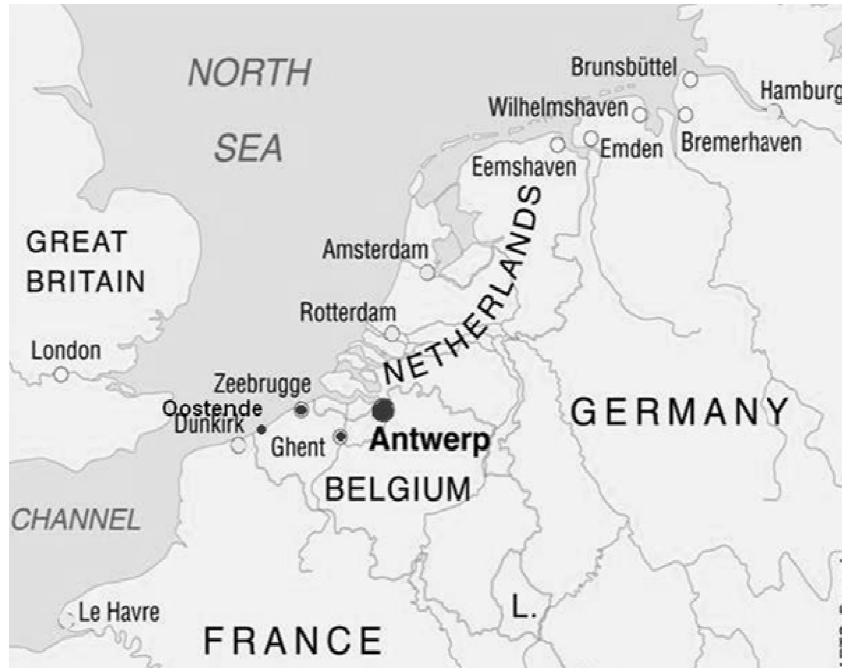 NORTH
SEA
Brunsbüttel
Hamburg
Wilhelmshaven
Bremerhaven
Emden
Eemshaven
GREAT
BRITAIN
Amsterdam
NETHERLANDS
Rotterdam
London
Zeebrugge
Oostende
Dunkirk
Ghent
Antwerp
GERMANY
BELGIUM
CHANNEL
Le Havre
L.
FRANCE